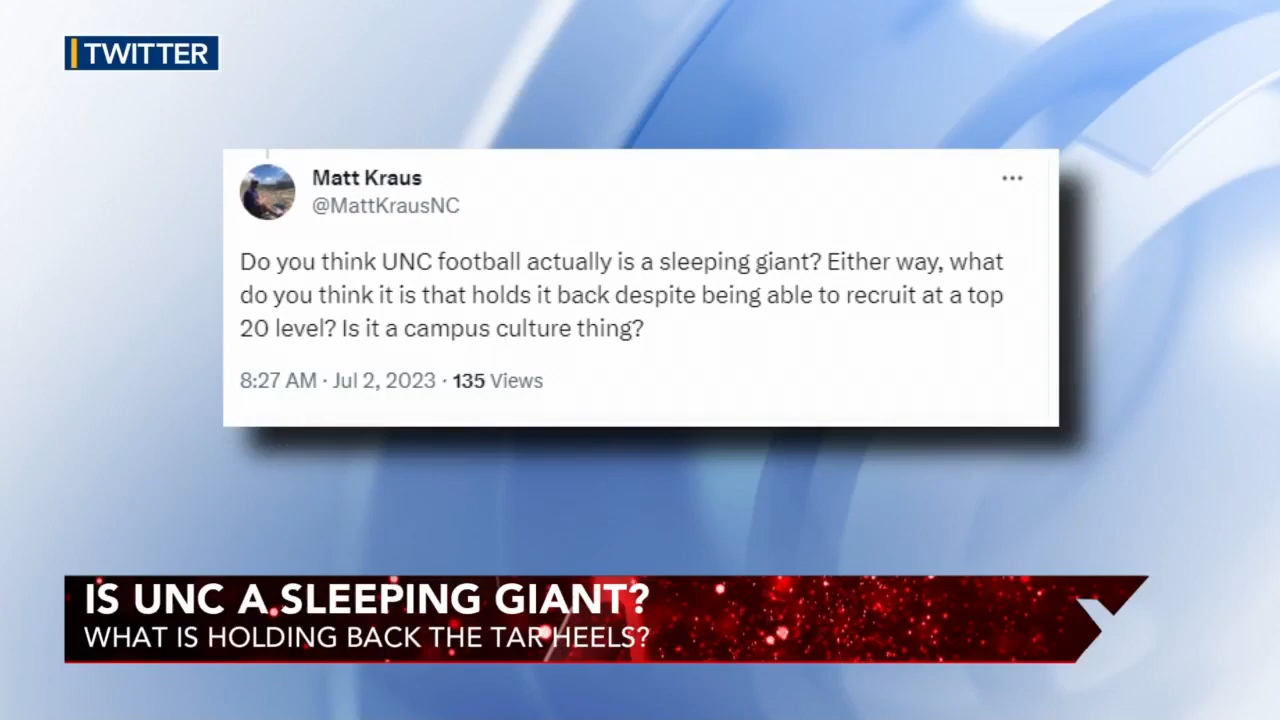 TWITTER
Matt Kraus
@MattKrausNC
Do you think UNC football actually is a sleeping giant? Either way, what
do you think it is that holds it back despite being able to recruit at a top
20 level? Is it a campus culture thing?
8:27 AM · Jul 2, 2023 · 135 Views
IS UNC A SLEEPING GIANT?
WHAT IS HOLDING BACK THE TAR HEELS?